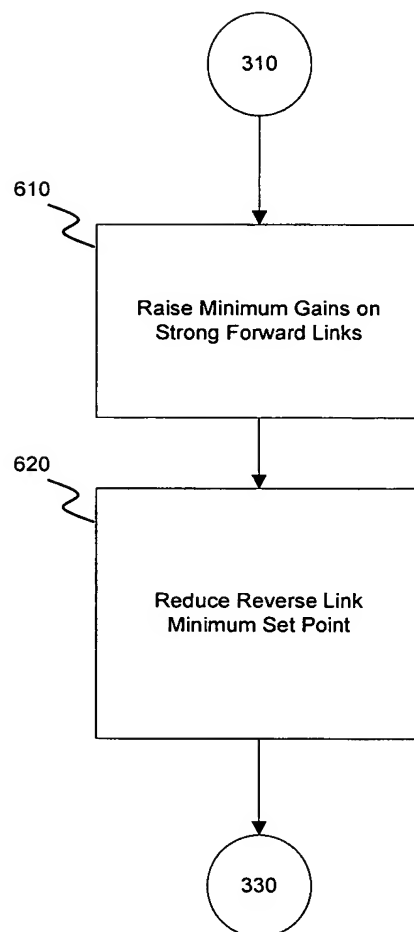 310
610
Raise Minimum Gains on
Strong Forward Links
620
Reduce Reverse Link
Minimum Set Point
330